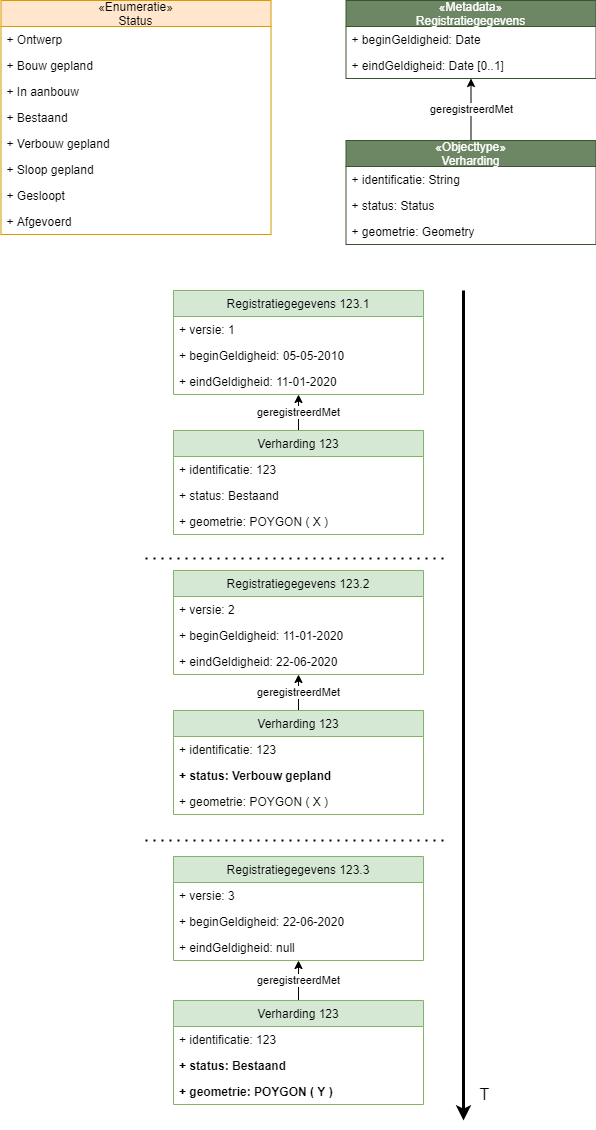 «Enumeratie»
Status
+ Ontwerp
+ Bouw gepland
+ In aanbouw
+ Bestaand
+ Verbouw gepland
+ Sloop gepland
+ Gesloopt
+ Afgevoerd
«Metadata»
Registratiegegevens
+ beginGeldigheid: Date
+ eindGeldigheid: Date [0..1]
geregistreerdMet
«Objecttype»
Verharding
+ identificatie: String
+ status: Status
+ geometrie: Geometry
Registratiegegevens 123.1
+ versie: 1
+ beginGeldigheid: 05-05-2010
+ eindGeldigheid: 11-01-2020
geregistreerdMet
Verharding 123
+ identificatie: 123
+ status: Bestaand
+ geometrie: POYGON ( X )
Registratiegegevens 123.2
+ versie: 2
+ beginGeldigheid: 11-01-2020
+ eindGeldigheid: 22-06-2020
geregistreerdMet
Verharding 123
+ identificatie: 123
+ status: Verbouw gepland
+ geometrie: POYGON ( X )
Registratiegegevens 123.3
+ versie: 3
+ beginGeldigheid: 22-06-2020
+ eindGeldigheid: null
geregistreerdMet
Verharding 123
+ identificatie: 123
+ status: Bestaand
+ geometrie: POYGON ( Y )
T